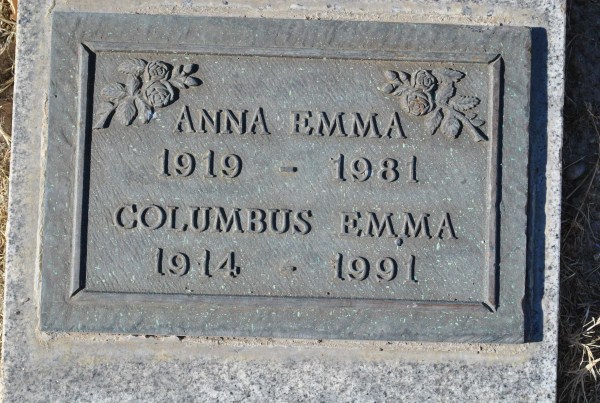 ANNA EMMA
1919 - 1981
COLUMBUS EMMA
1914 - 1991